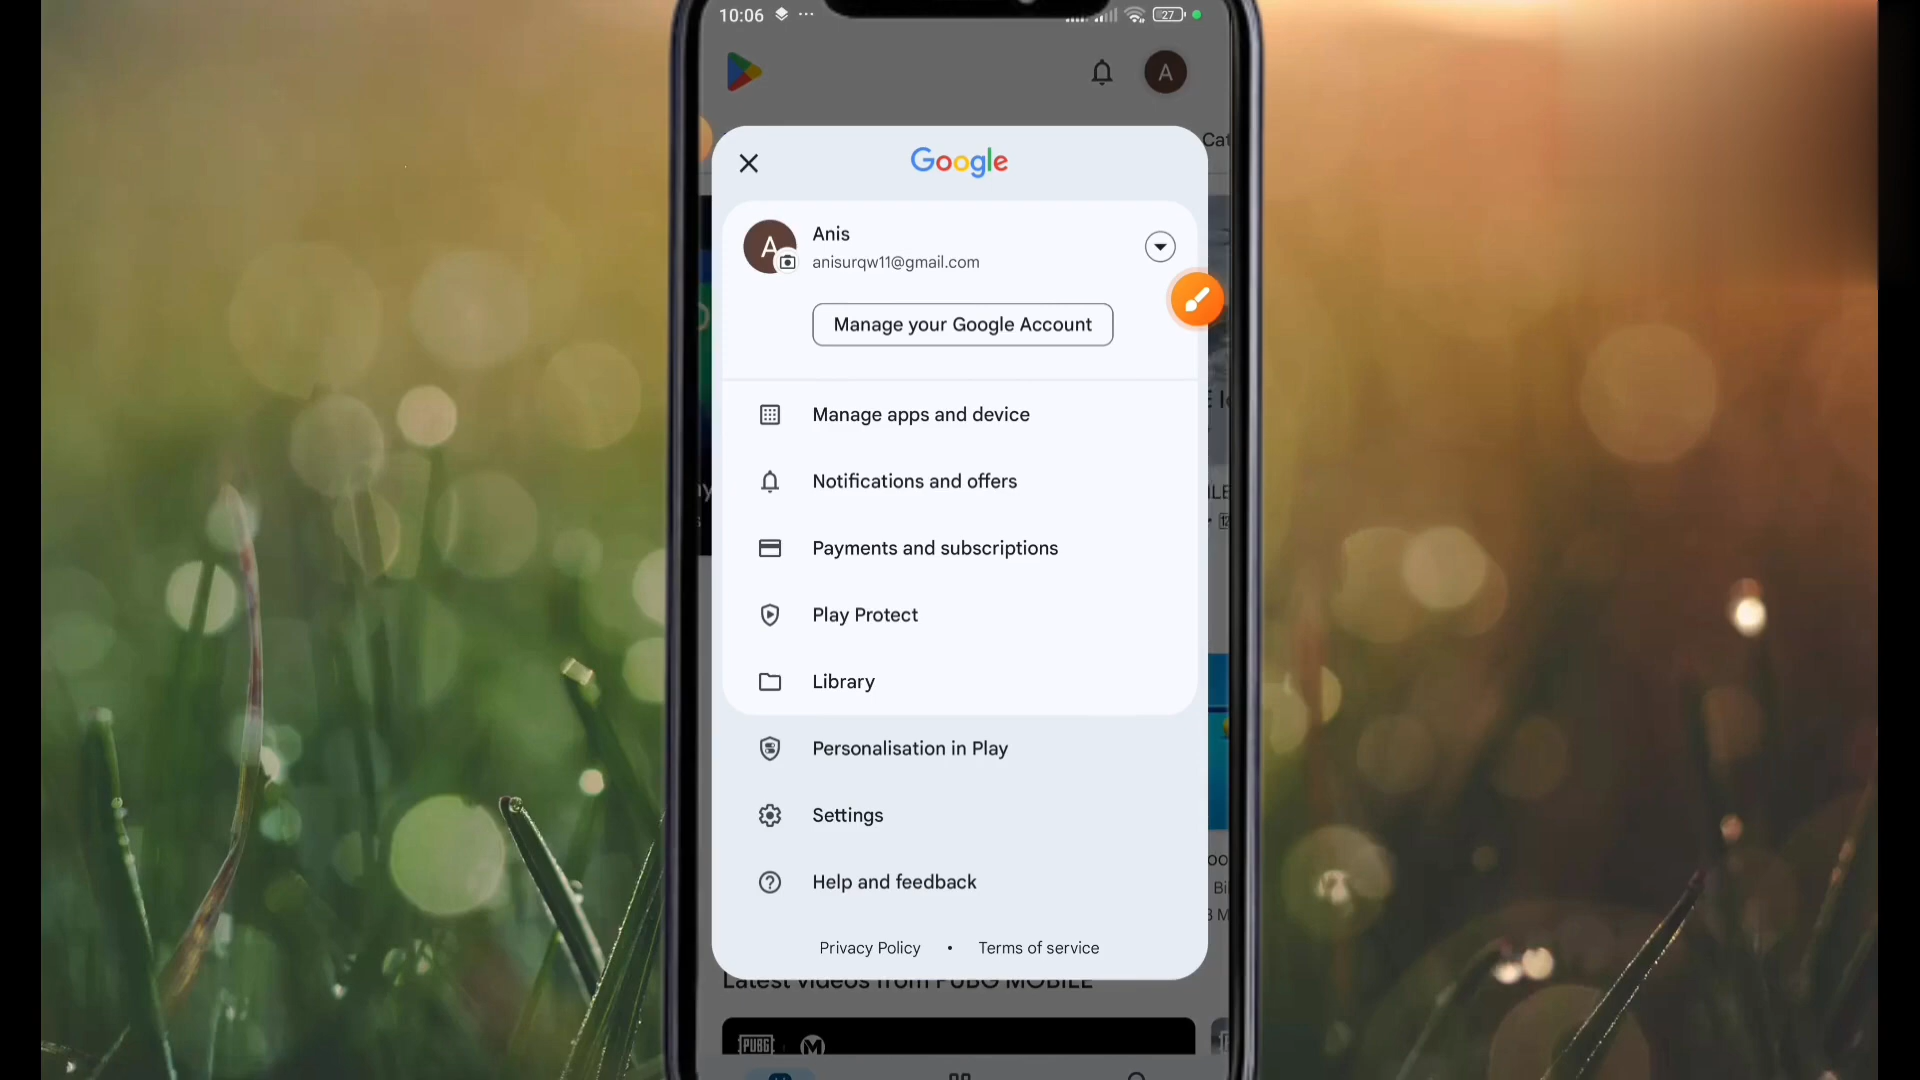 10:06
27
A
Cat
Google
A
Anis
anisurqw11@gmail.com
Manage your Google Account
Manage apps and device
Notifications and offers
Payments and subscriptions
Play Protect
Library
Personalisation in Play
Settings
Help and feedback
Privacy Policy • Terms of service
Latest videos from PUBG MOBILE
PUBG M